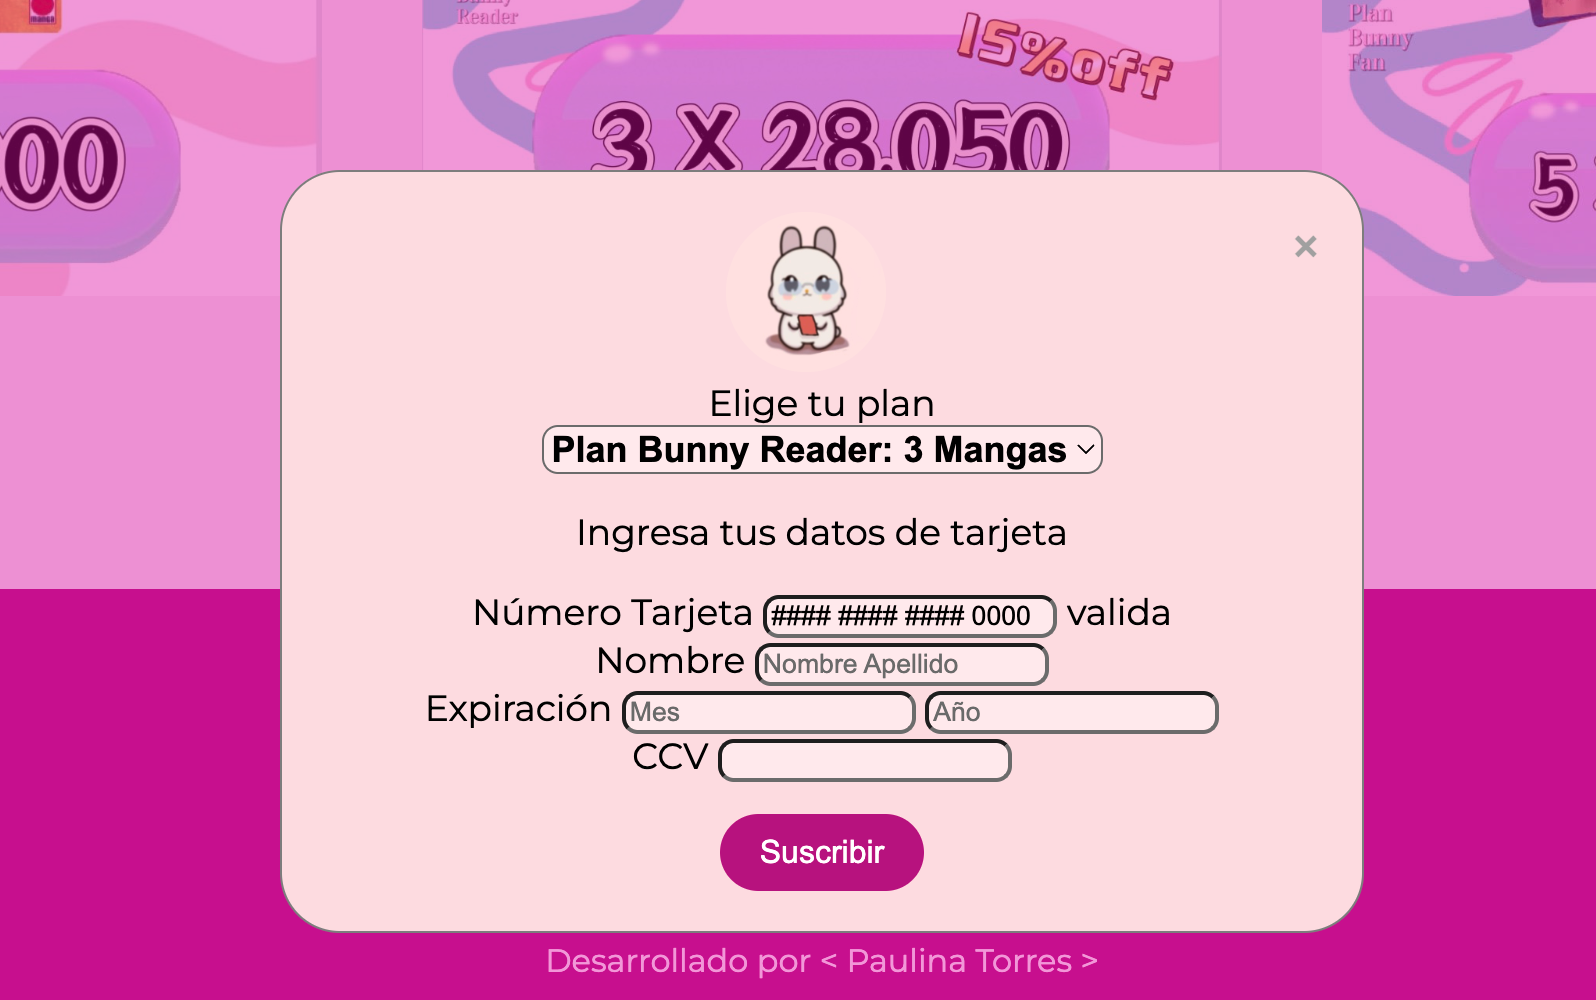 manga
Bunny
Reader
15%off
Plan
Bunny
Fan
00
3 X 28.050
5
×
Elige tu plan
Plan Bunny Reader: 3 Mangas
Ingresa tus datos de tarjeta
Número Tarjeta #### #### #### 0000 valida
Nombre Nombre Apellido
Expiración Mes Año
CCV
Suscribir
Desarrollado por < Paulina Torres >